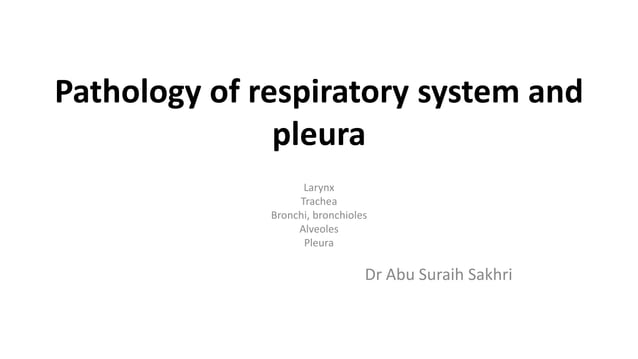 Pathology of respiratory system and
pleura
Larynx
Trachea
Bronchi, bronchioles
Alveoles
Pleura
Dr Abu Suraih Sakhri